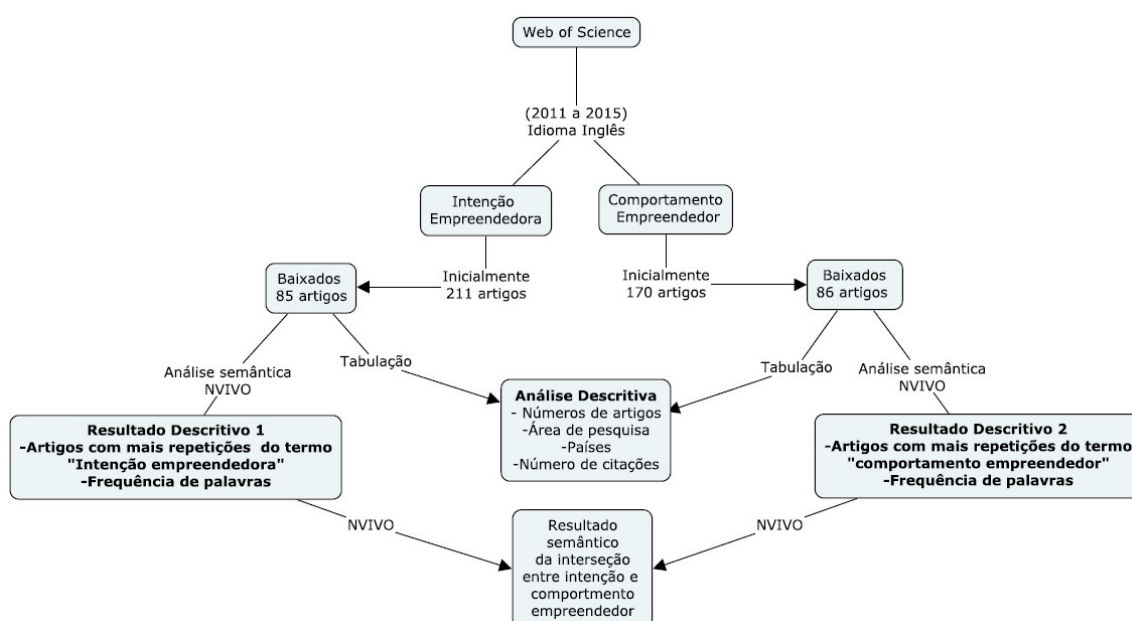 Web of Science
(2011 a 2015)
Idioma Inglês
Intenção
Empreendedora
Comportamento
Empreendedor
Inicialmente
211 artigos
Inicialmente
170 artigos
Baixados
85 artigos
Baixados
86 artigos
Tabulação
Tabulação
Análise semântica
NVIVO
Análise semântica
NVIVO
Análise Descritiva
- Números de artigos
-Área de pesquisa
-Países
-Número de citações
Resultado Descritivo 1
-Artigos com mais repetições do termo
"Intenção empreendedora"
-Frequência de palavras
Resultado Descritivo 2
-Artigos com mais repetições do termo
"comportamento empreendedor"
-Frequência de palavras
NVIVO
NVIVO
Resultado
semântico
da interseção
entre intenção e
comportmento
empreendedor